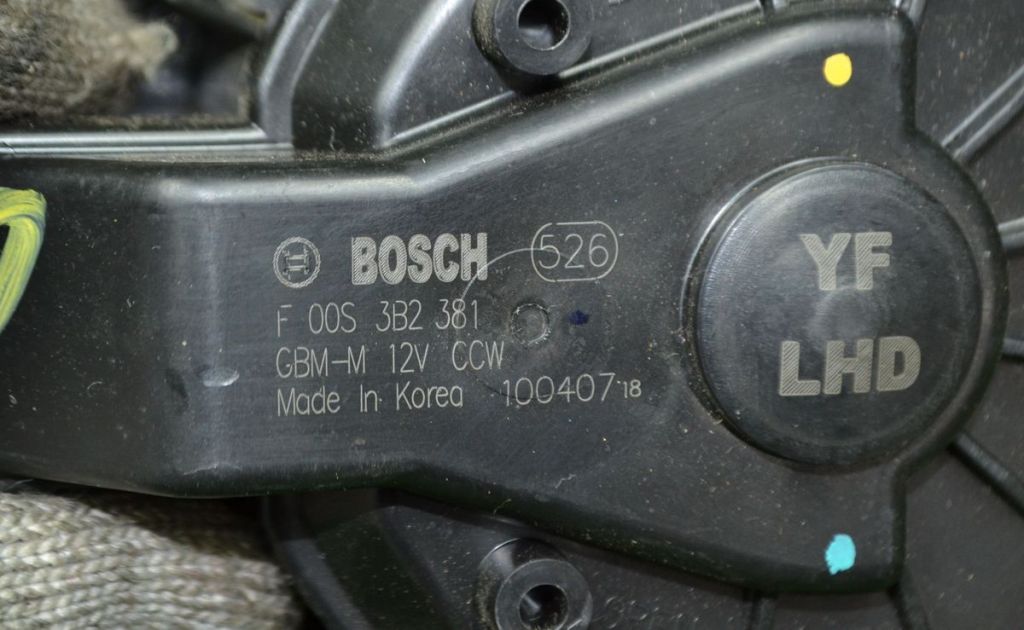 BOSCH 526
F 00S 3B2 381
GBM-M 12V CCW
Made In Korea 100407 18
YF
LHD